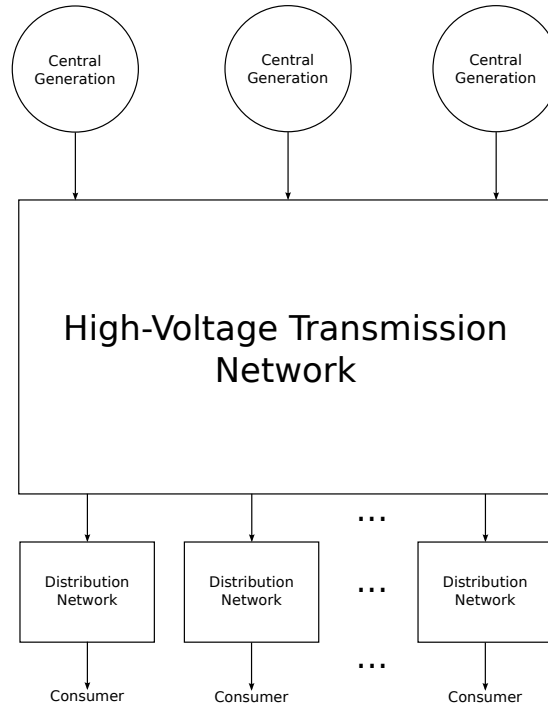 Central
Generation
Central
Generation
Central
Generation
High-Voltage Transmission
Network
...
Distribution
Network
Distribution
Network
...
Distribution
Network
...
Consumer
Consumer
Consumer